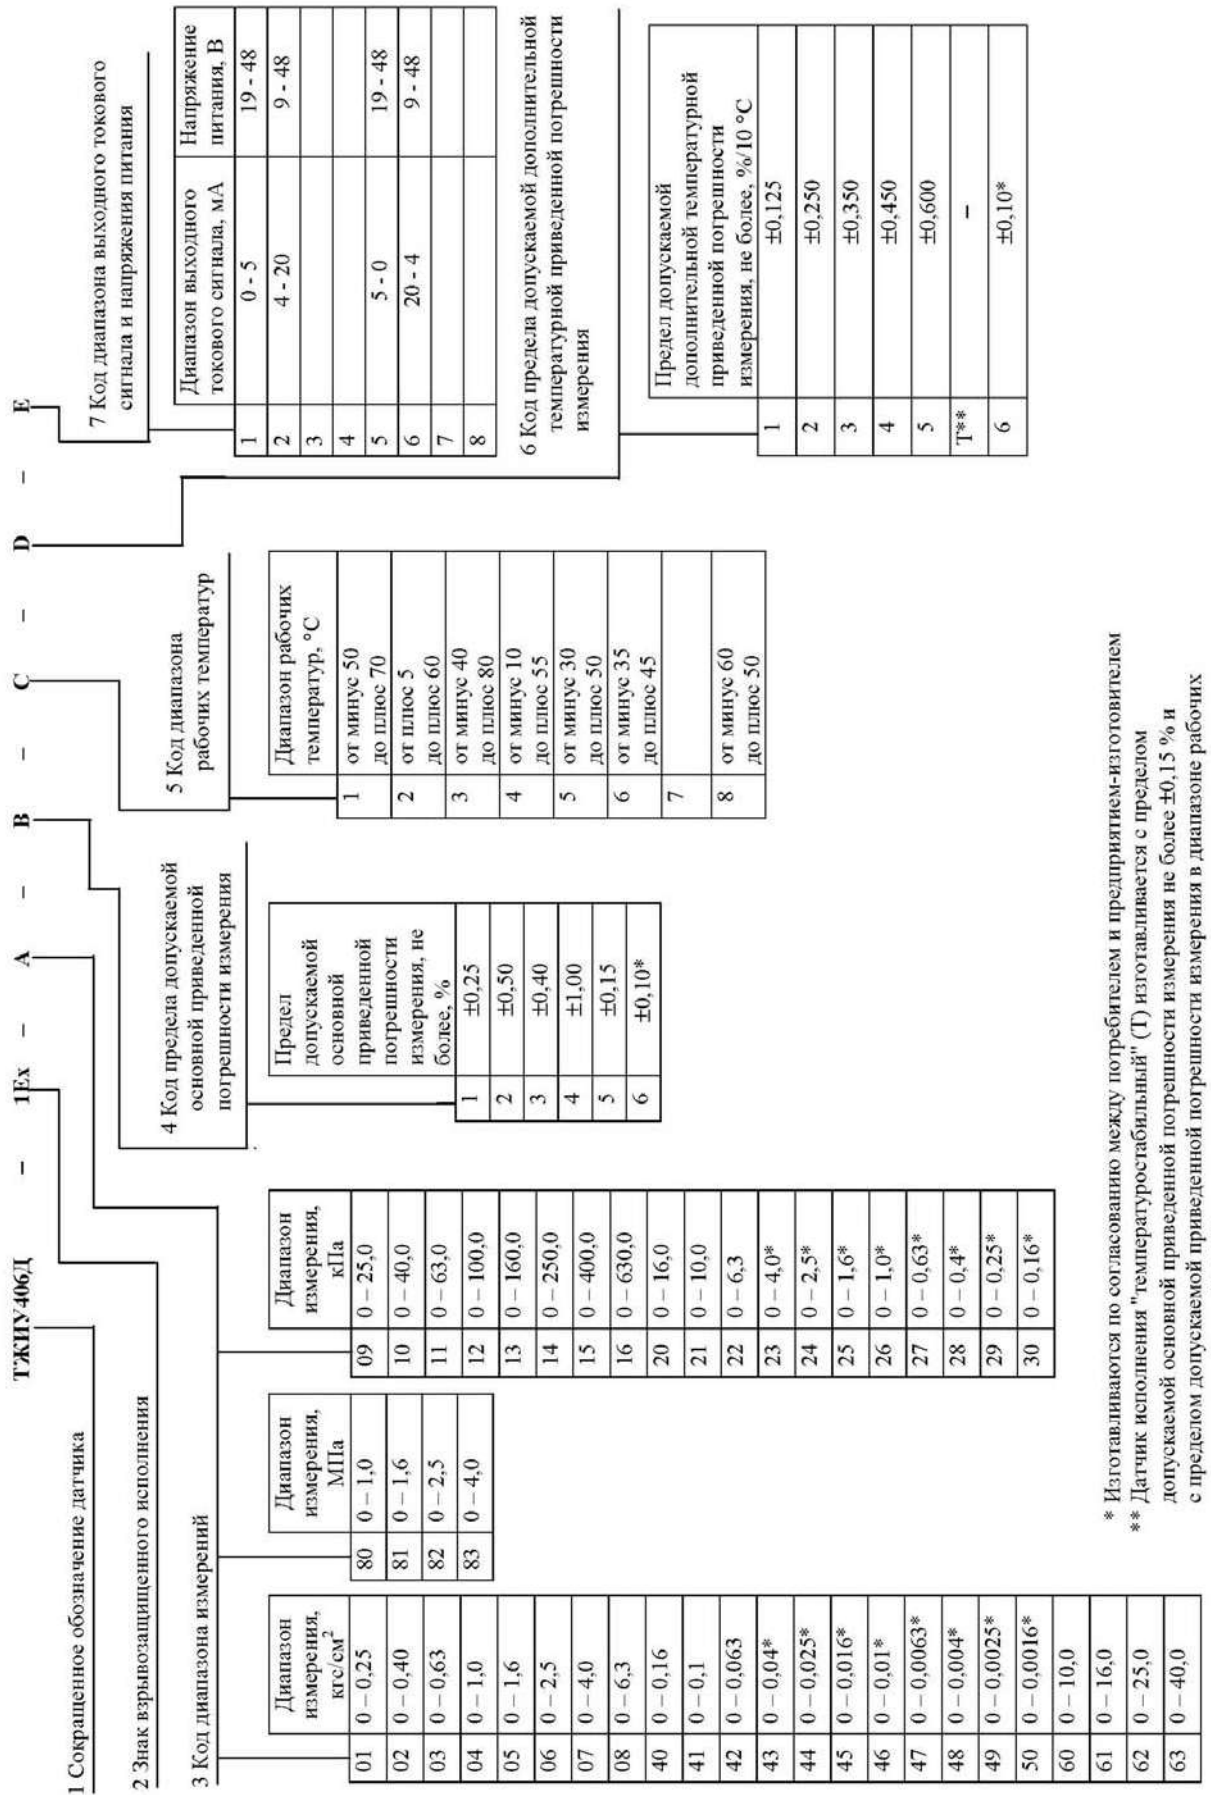 ТЖИУ406Д – 1Ex – A – B – C – D – E
1 Сокращенное обозначение датчика
2 Знак взрывозащищенного исполнения
3 Код диапазона измерений
Диапазон
измерения,
кгс/см²
01 0 – 0,25
02 0 – 0,40
03 0 – 0,63
04 0 – 1,0
05 0 – 1,6
06 0 – 2,5
07 0 – 4,0
08 0 – 6,3
40 0 – 0,16
41 0 – 0,1
42 0 – 0,063
43 0 – 0,04*
44 0 – 0,025*
45 0 – 0,016*
46 0 – 0,01*
47 0 – 0,0063*
48 0 – 0,004*
49 0 – 0,0025*
50 0 – 0,0016*
60 0 – 10,0
61 0 – 16,0
62 0 – 25,0
63 0 – 40,0
Диапазон
измерения,
МПа
80 0 – 1,0
81 0 – 1,6
82 0 – 2,5
83 0 – 4,0
Диапазон
измерения,
кПа
09 0 – 25,0
10 0 – 40,0
11 0 – 63,0
12 0 – 100,0
13 0 – 160,0
14 0 – 250,0
15 0 – 400,0
16 0 – 630,0
20 0 – 16,0
21 0 – 10,0
22 0 – 6,3
23 0 – 4,0*
24 0 – 2,5*
25 0 – 1,6*
26 0 – 1,0*
27 0 – 0,63*
28 0 – 0,4*
29 0 – 0,25*
30 0 – 0,16*
4 Код предела допускаемой
основной приведенной
погрешности измерения
Предел
допускаемой
основной
приведенной
погрешности
измерения, не
более, %
1 ±0,25
2 ±0,50
3 ±0,40
4 ±1,00
5 ±0,15
6 ±0,10*
5 Код диапазона
рабочих температур
Диапазон рабочих
температур, °С
1 от минус 50
до плюс 70
2 от плюс 5
до плюс 60
3 от минус 40
до плюс 80
4 от минус 10
до плюс 55
5 от минус 30
до плюс 50
6 от минус 35
до плюс 45
7
8 от минус 60
до плюс 50
7 Код диапазона выходного токового
сигнала и напряжения питания
Диапазон выходного
токового сигнала, мА
Напряжение
питания, В
1 0 - 5 19 - 48
2 4 - 20 9 - 48
3
4
5 5 - 0 19 - 48
6 20 - 4 9 - 48
7
8
6 Код предела допускаемой дополнительной
температурной приведенной погрешности
измерения
Предел допускаемой
дополнительной температурной
приведенной погрешности
измерения, не более, %/10 °С
1 ±0,125
2 ±0,250
3 ±0,350
4 ±0,450
5 ±0,600
Т** –
6 ±0,10*
* Изготавливаются по согласованию между потребителем и предприятием-изготовителем
** Датчик исполнения "температуростабильный" (Т) изготавливается с пределом
допускаемой основной приведенной погрешности измерения не более ±0,15 % и
с пределом допускаемой приведенной погрешности измерения в диапазоне рабочих